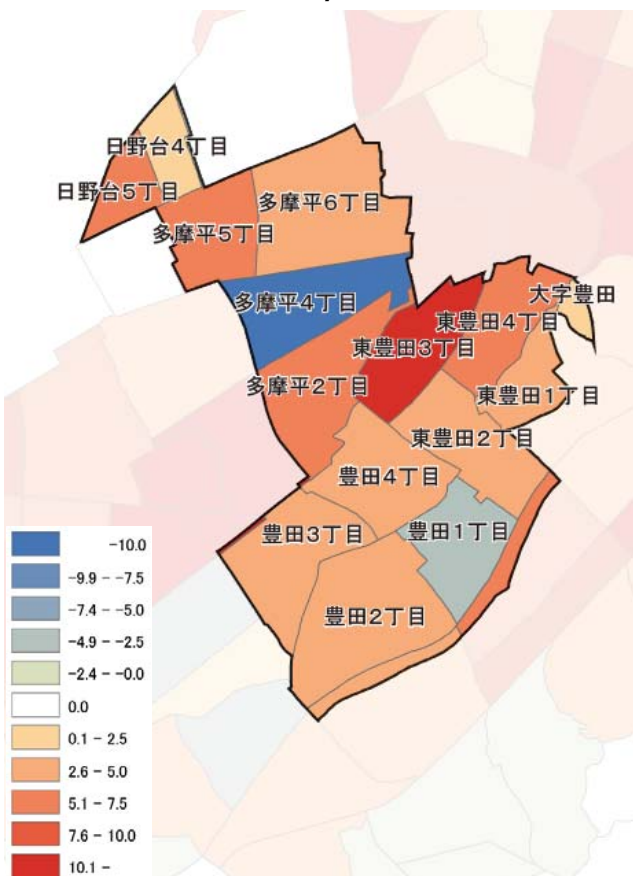 日野台4丁目
日野台5丁目
多摩平6丁目
多摩平5丁目
大字豊田
多摩平4丁目
東豊田4丁目
東豊田3丁目
多摩平2丁目
東豊田1丁目
東豊田2丁目
豊田4丁目
豊田3丁目
豊田1丁目
豊田2丁目
-10.0
-9.9 - -7.5
-7.4 - -5.0
-4.9 - -2.5
-2.4 - -0.0
0.0
0.1 - 2.5
2.6 - 5.0
5.1 - 7.5
7.6 - 10.0
10.1 -